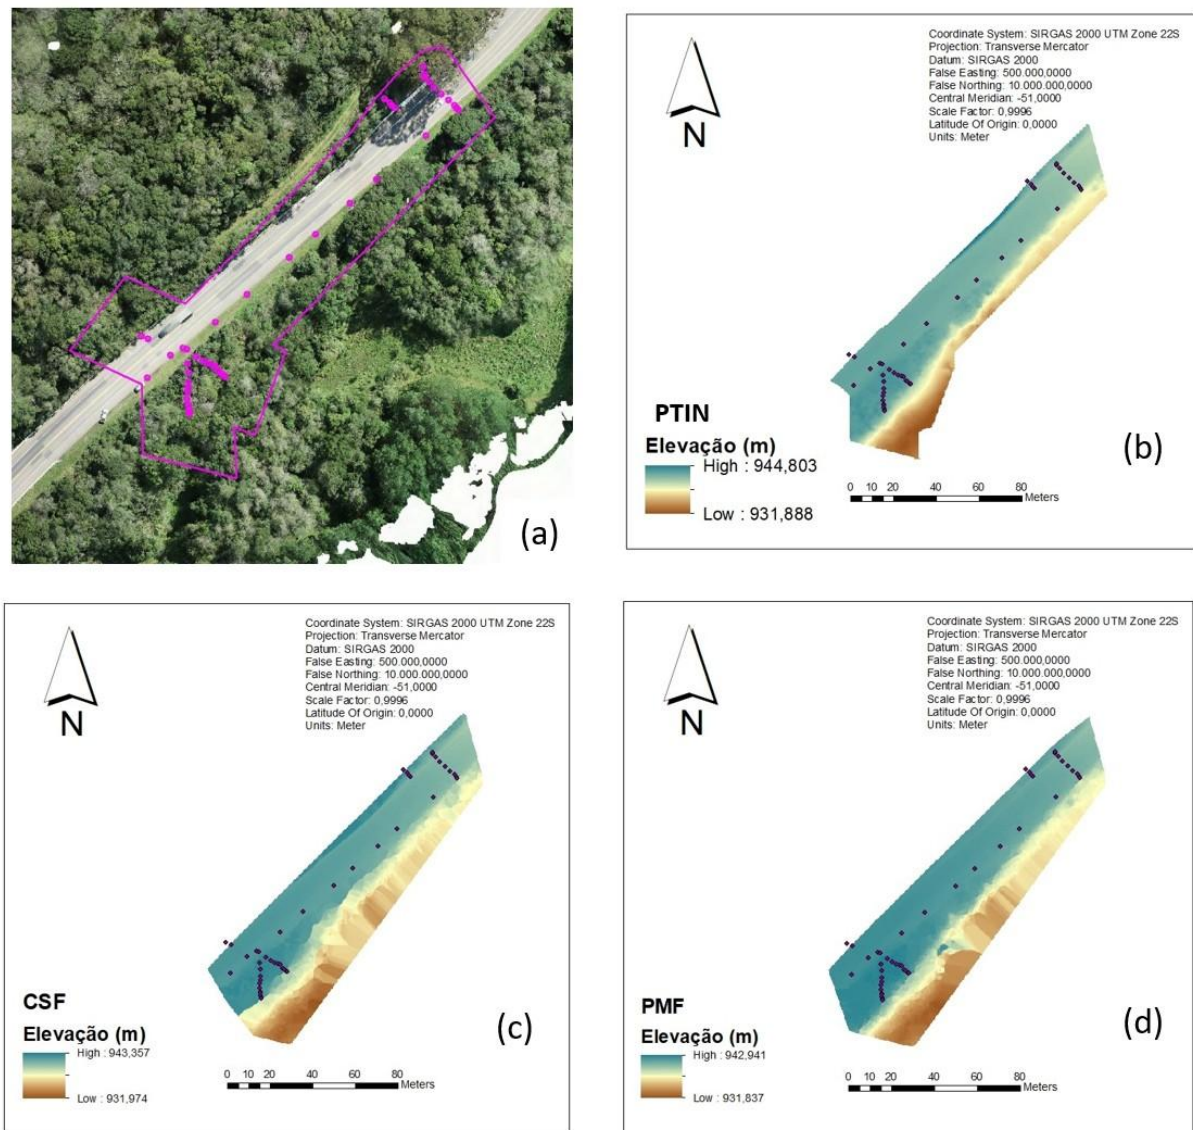 (a)
Coordinate System: SIRGAS 2000 UTM Zone 22S
Projection: Transverse Mercator
Datum: SIRGAS 2000
False Easting: 500.000,0000
False Northing: 10.000.000,0000
Central Meridian: -51,0000
Scale Factor: 0,9996
Latitude Of Origin: 0,0000
Units: Meter
N
PTIN
Elevação (m)
High : 944,803
Low : 931,888
0 10 20 40 60 80
Meters
(b)
Coordinate System: SIRGAS 2000 UTM Zone 22S
Projection: Transverse Mercator
Datum: SIRGAS 2000
False Easting: 500.000,0000
False Northing: 10.000.000,0000
Central Meridian: -51,0000
Scale Factor: 0,9996
Latitude Of Origin: 0,0000
Units: Meter
N
CSF
Elevação (m)
High : 943,357
Low : 931,974
0 10 20 40 60 80
Meters
(c)
Coordinate System: SIRGAS 2000 UTM Zone 22S
Projection: Transverse Mercator
Datum: SIRGAS 2000
False Easting: 500.000,0000
False Northing: 10.000.000,0000
Central Meridian: -51,0000
Scale Factor: 0,9996
Latitude Of Origin: 0,0000
Units: Meter
N
PMF
Elevação (m)
High : 942,941
Low : 931,837
0 10 20 40 60 80
Meters
(d)